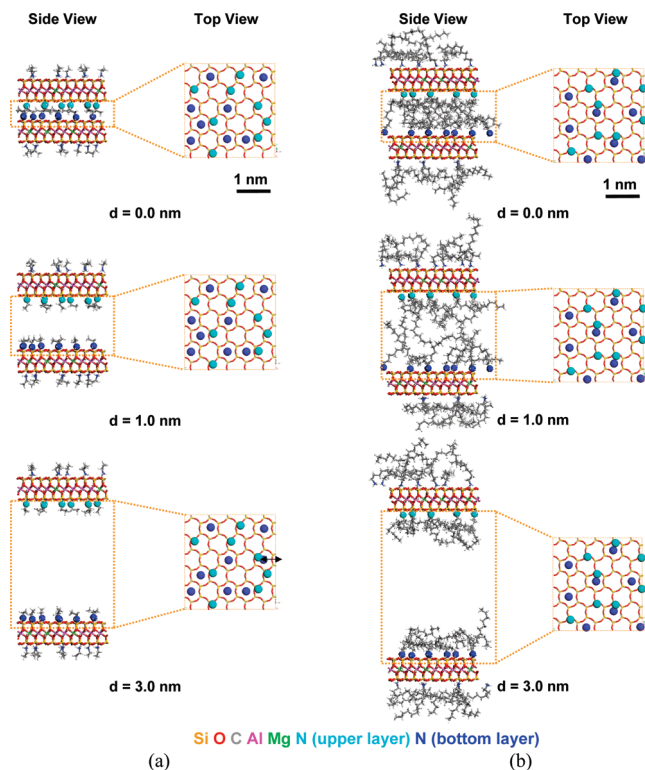 Side View Top View Side View Top View
1 nm 1 nm
d = 0.0 nm d = 0.0 nm
d = 1.0 nm d = 1.0 nm
d = 3.0 nm d = 3.0 nm
Si O C Al Mg N (upper layer) N (bottom layer)
(a) (b)